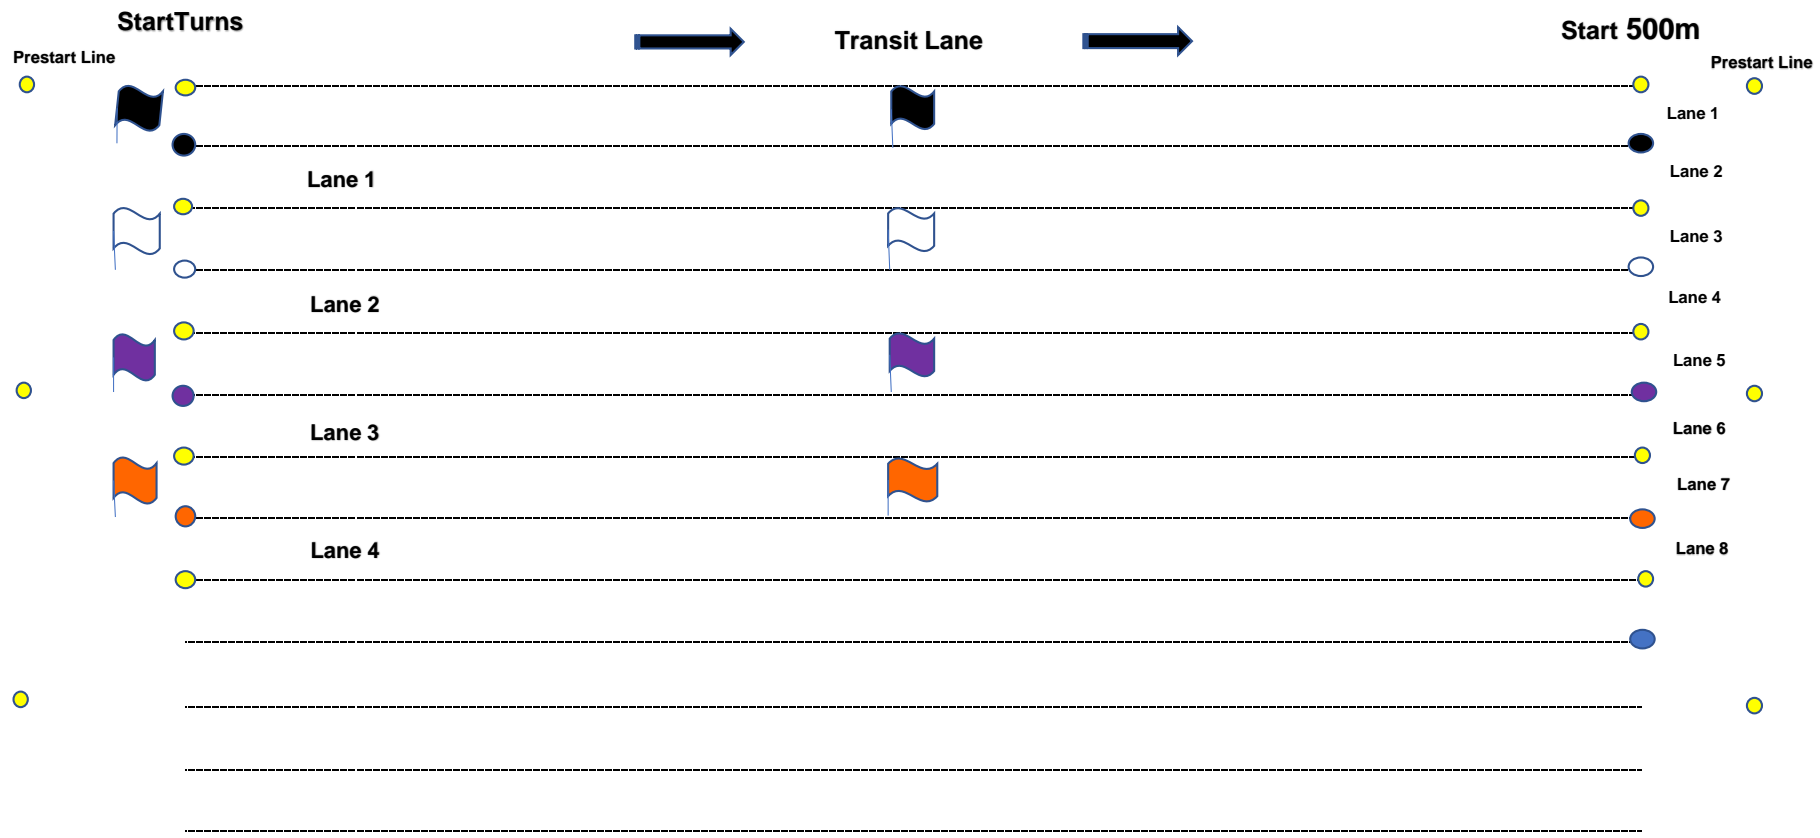 StartTurns
Transit Lane
Start 500m
Prestart Line
Prestart Line
Lane 1
Lane 2
Lane 1
Lane 3
Lane 2
Lane 4
Lane 5
Lane 3
Lane 6
Lane 7
Lane 4
Lane 8